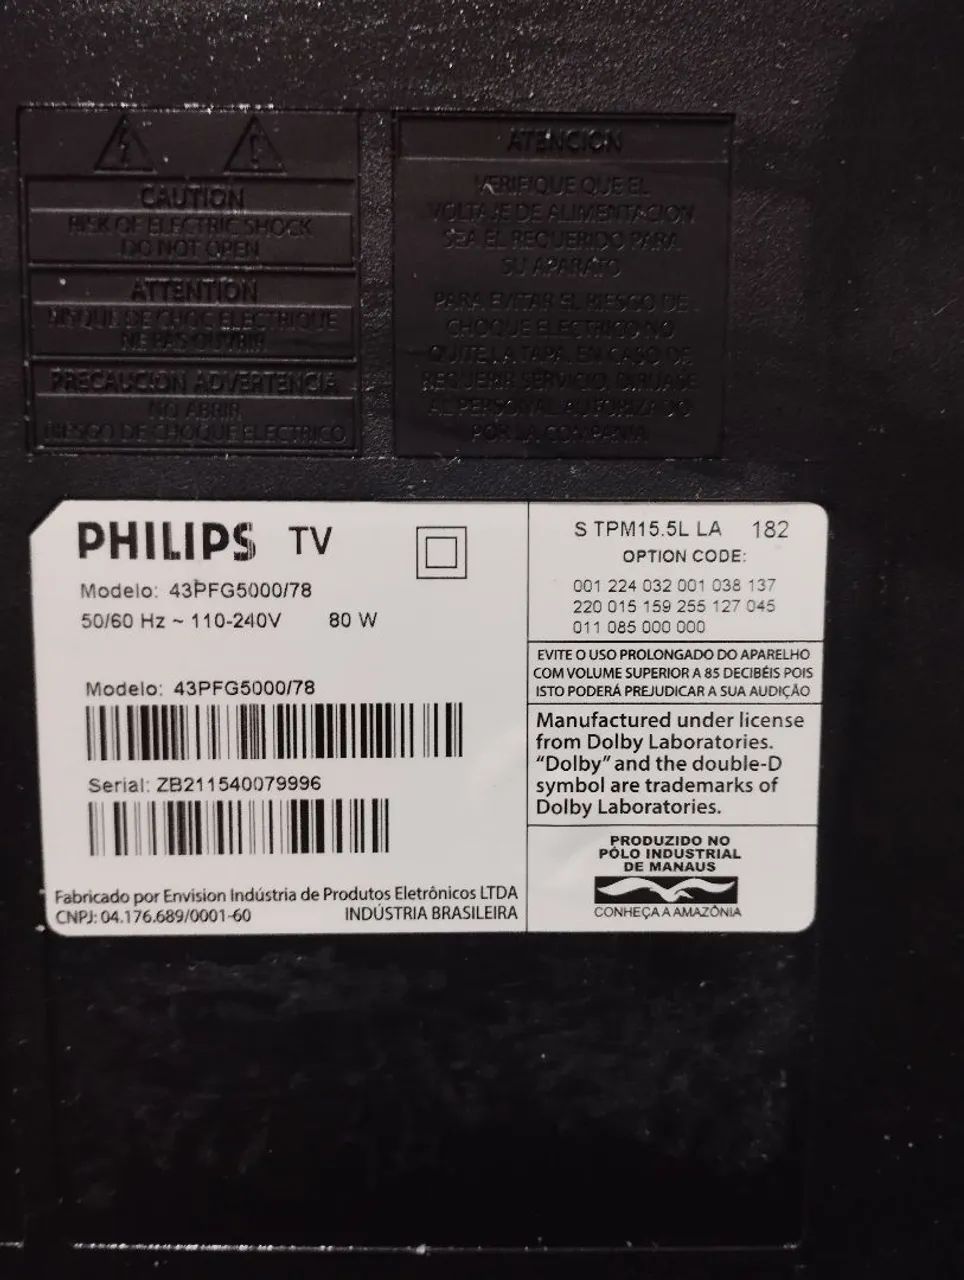 CAUTION
RISK OF ELECTRIC SHOCK
DO NOT OPEN
ATTENTION
RISQUE DE CHOC ELECTRIQUE
NE PAS OUVRIR
PRECAUCION ADVERTENCIA
NO ABRIR,
RIESGO DE CHOQUE ELECTRICO
ATENCION
VERIFIQUE QUE EL
VOLTAJE DE ALIMENTACION
SEA EL REQUERIDO PARA
SU APARATO
PARA EVITAR EL RIESGO DE
CHOQUE ELECTRICO NO
QUITE LA TAPA, EN CASO DE
REQUERIR SERVICIO, DIRIJASE
AL PERSONAL AUTORIZADO
POR LA COMPANIA
PHILIPS TV
Modelo: 43PFG5000/78
50/60 Hz ~ 110-240V 80 W
Modelo: 43PFG5000/78
Serial: ZB211540079996
Fabricado por Envision Indústria de Produtos Eletrônicos LTDA
CNPJ: 04.176.689/0001-60 INDÚSTRIA BRASILEIRA
S TPM15.5L LA 182
OPTION CODE:
001 224 032 001 038 137
220 015 159 255 127 045
011 085 000 000
EVITE O USO PROLONGADO DO APARELHO
COM VOLUME SUPERIOR A 85 DECIBÉIS POIS
ISTO PODERÁ PREJUDICAR A SUA AUDIÇÃO
Manufactured under license
from Dolby Laboratories.
“Dolby” and the double-D
symbol are trademarks of
Dolby Laboratories.
PRODUZIDO NO
PÓLO INDUSTRIAL
DE MANAUS
CONHEÇA A AMAZÔNIA